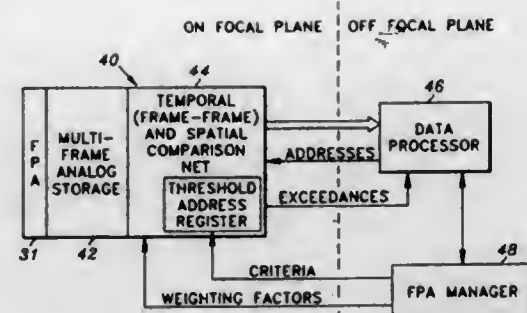 ON FOCAL PLANE
OFF FOCAL PLANE
40
44
46
FPA
MULTI-
FRAME
ANALOG
STORAGE
TEMPORAL
(FRAME-FRAME)
AND SPATIAL
COMPARISON
NET
THRESHOLD
ADDRESS
REGISTER
DATA
PROCESSOR
ADDRESSES
EXCEEDANCES
31
42
48
CRITERIA
WEIGHTING FACTORS
FPA MANAGER